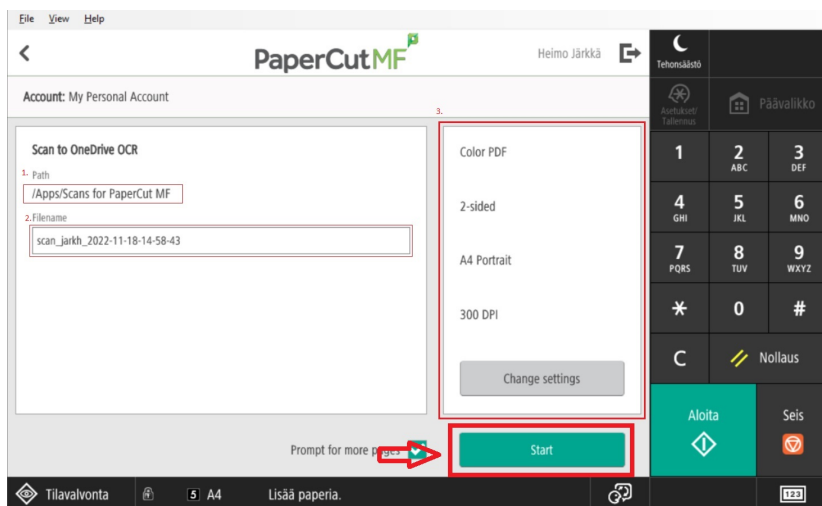 File View Help
PaperCut MF
Heimo Järkkä
Tehonsäästö
Account: My Personal Account
Asetukset/
Tallennus
Päävalikko
3.
Scan to OneDrive OCR
1. Path
/Apps/Scans for PaperCut MF
2. Filename
scan_jarkh_2022-11-18-14-58-43
Color PDF
2-sided
A4 Portrait
300 DPI
Change settings
Prompt for more pages
Start
1 2 3
ABC DEF
4 5 6
GHI JKL MNO
7 8 9
PQRS TUV WXYZ
* 0 #
C Nollaus
Aloita Seis
Tilavalvonta 5 A4 Lisää paperia. 123